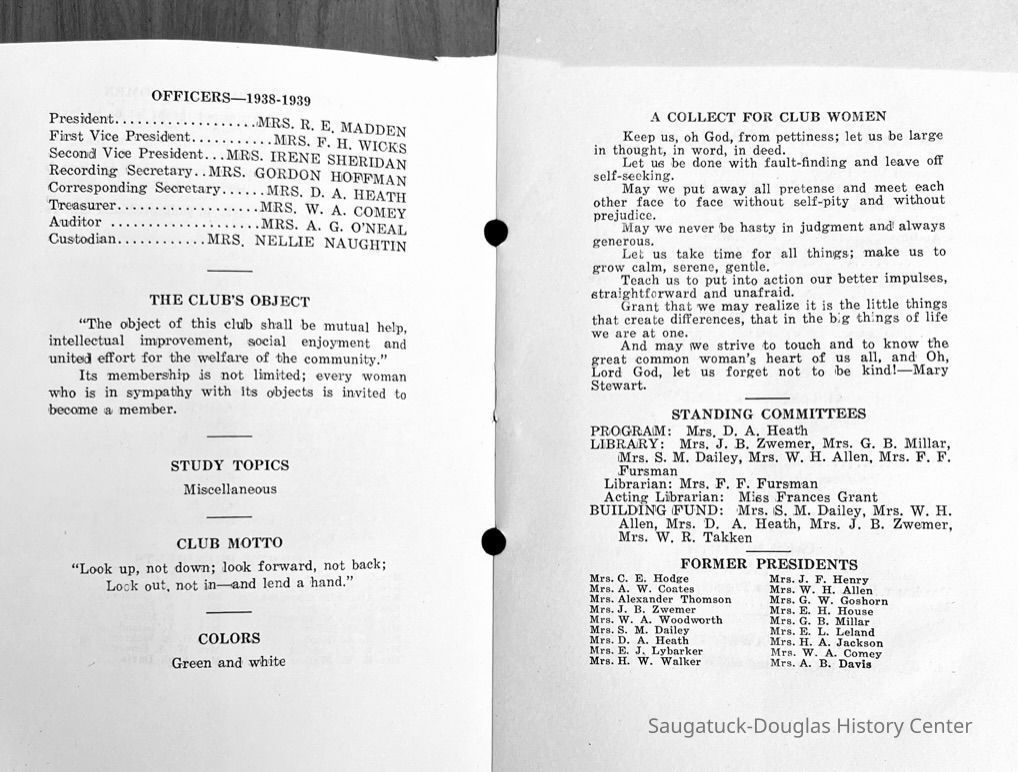 OFFICERS—1938-1939
President...................MRS. R. E. MADDEN
First Vice President...........MRS. F. H. WICKS
Second Vice President...MRS. IRENE SHERIDAN
Recording Secretary..MRS. GORDON HOFFMAN
Corresponding Secretary......MRS. D. A. HEATH
Treasurer...................MRS. W. A. COMEY
Auditor ....................MRS. A. G. O'NEAL
Custodian............MRS. NELLIE NAUGHTIN
THE CLUB'S OBJECT
"The object of this club shall be mutual help,
intellectual improvement, social enjoyment and
united effort for the welfare of the community."
Its membership is not limited; every woman
who is in sympathy with its objects is invited to
become a member.
STUDY TOPICS
Miscellaneous
CLUB MOTTO
"Look up, not down; look forward, not back;
Look out, not in—and lend a hand."
COLORS
Green and white
A COLLECT FOR CLUB WOMEN
Keep us, oh God, from pettiness; let us be large
in thought, in word, in deed.
Let us be done with fault-finding and leave off
self-seeking.
May we put away all pretense and meet each
other face to face without self-pity and without
prejudice.
May we never be hasty in judgment and always
generous.
Let us take time for all things; make us to
grow calm, serene, gentle.
Teach us to put into action our better impulses,
straightforward and unafraid.
Grant that we may realize it is the little things
that create differences, that in the big things of life
we are at one.
And may we strive to touch and to know the
great common woman's heart of us all, and Oh,
Lord God, let us forget not to be kind!—Mary
Stewart.
STANDING COMMITTEES
PROGRAM: Mrs. D. A. Heath
LIBRARY: Mrs. J. B. Zwemer, Mrs. G. B. Millar,
Mrs. S. M. Dailey, Mrs. W. H. Allen, Mrs. F. F.
Fursman
Librarian: Mrs. F. F. Fursman
Acting Librarian: Miss Frances Grant
BUILDING FUND: Mrs. S. M. Dailey, Mrs. W. H.
Allen, Mrs. D. A. Heath, Mrs. J. B. Zwemer,
Mrs. W. R. Takken
FORMER PRESIDENTS
Mrs. C. E. Hodge
Mrs. A. W. Coates
Mrs. Alexander Thomson
Mrs. J. B. Zwemer
Mrs. W. A. Woodworth
Mrs. S. M. Dailey
Mrs. D. A. Heath
Mrs. E. J. Lybarker
Mrs. H. W. Walker
Mrs. J. F. Henry
Mrs. W. H. Allen
Mrs. G. W. Goshorn
Mrs. E. H. House
Mrs. G. B. Millar
Mrs. E. L. Leland
Mrs. H. A. Jackson
Mrs. W. A. Comey
Mrs. A. B. Davis
Saugatuck-Douglas History Center